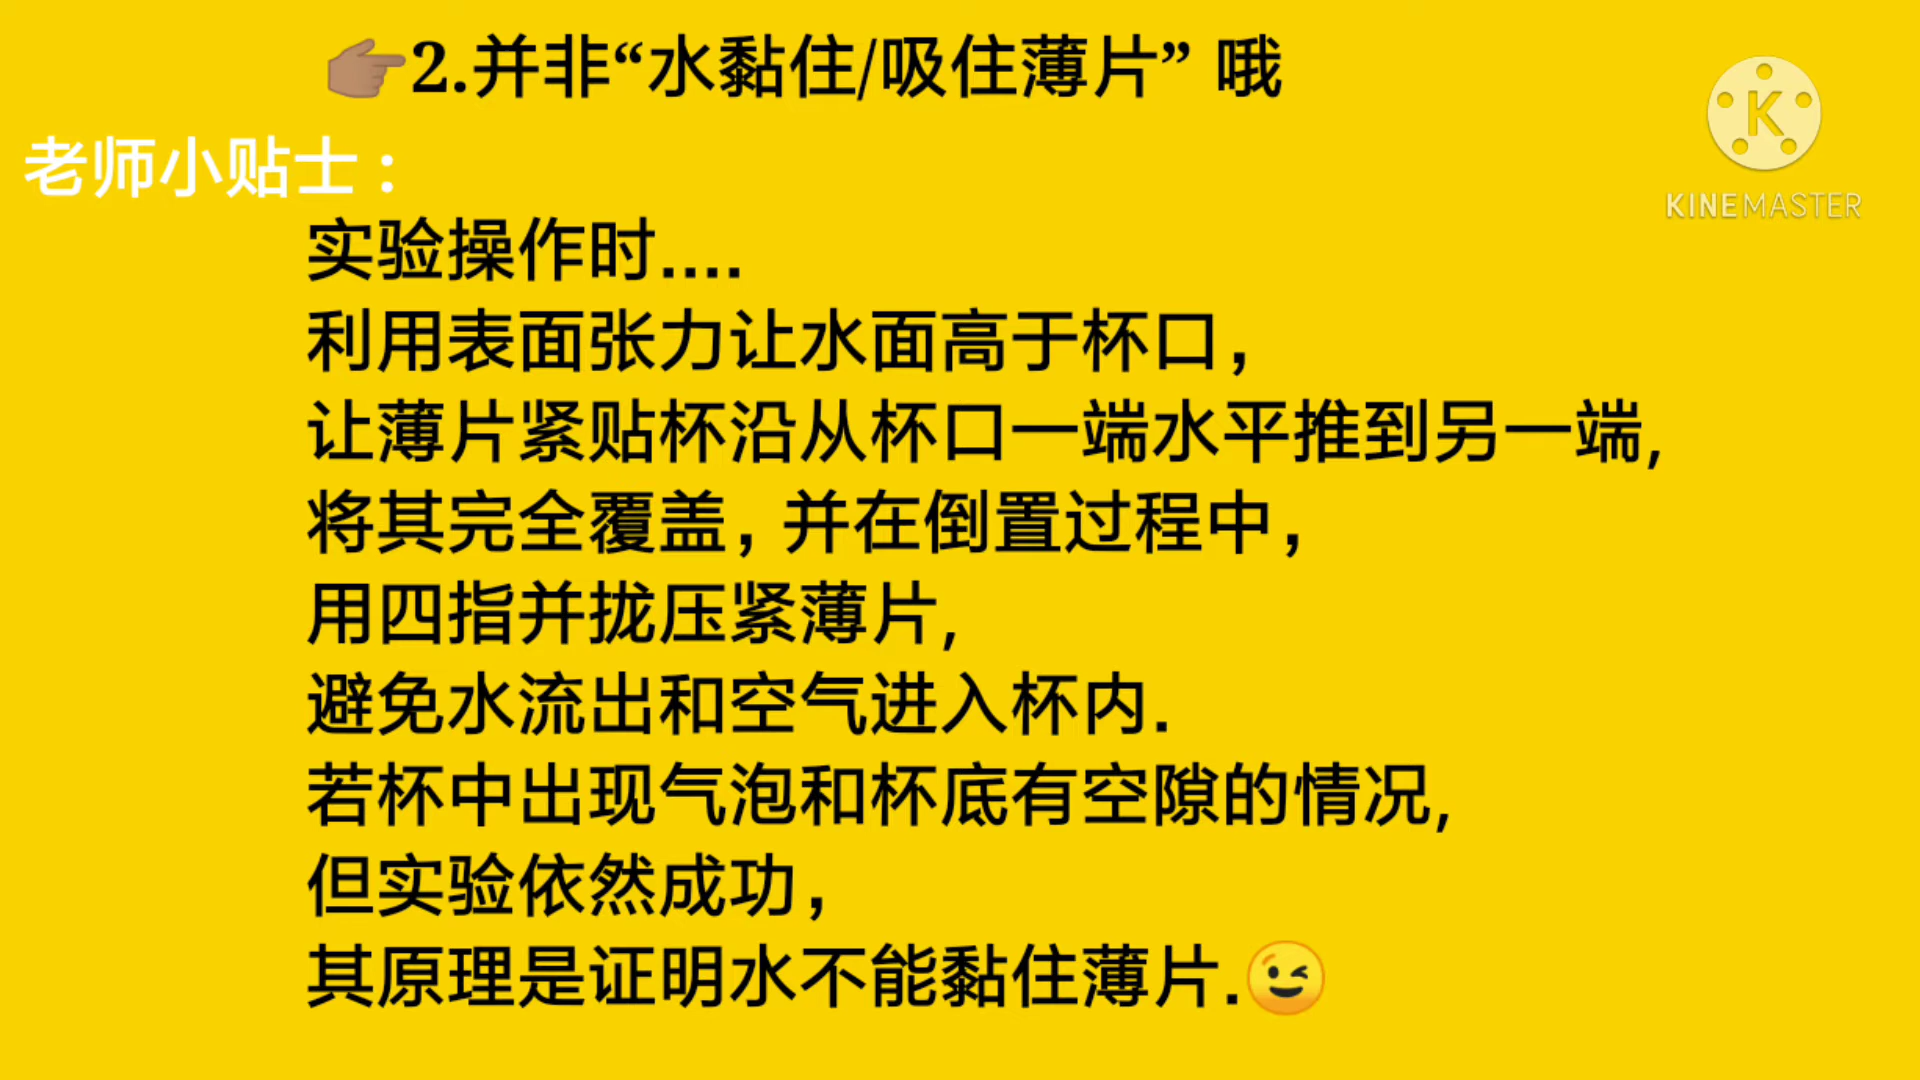 👉🏽2.并非“水黏住/吸住薄片” 哦
老师小贴士：
KINEMASTER
实验操作时....
利用表面张力让水面高于杯口，
让薄片紧贴杯沿从杯口一端水平推到另一端,
将其完全覆盖，并在倒置过程中，
用四指并拢压紧薄片,
避免水流出和空气进入杯内.
若杯中出现气泡和杯底有空隙的情况,
但实验依然成功，
其原理是证明水不能黏住薄片.😉